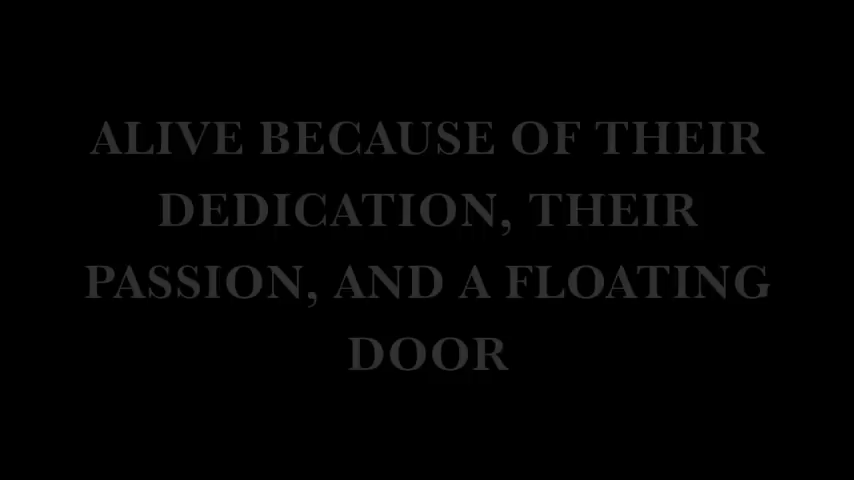 ALIVE BECAUSE OF THEIR
DEDICATION, THEIR
PASSION, AND A FLOATING
DOOR